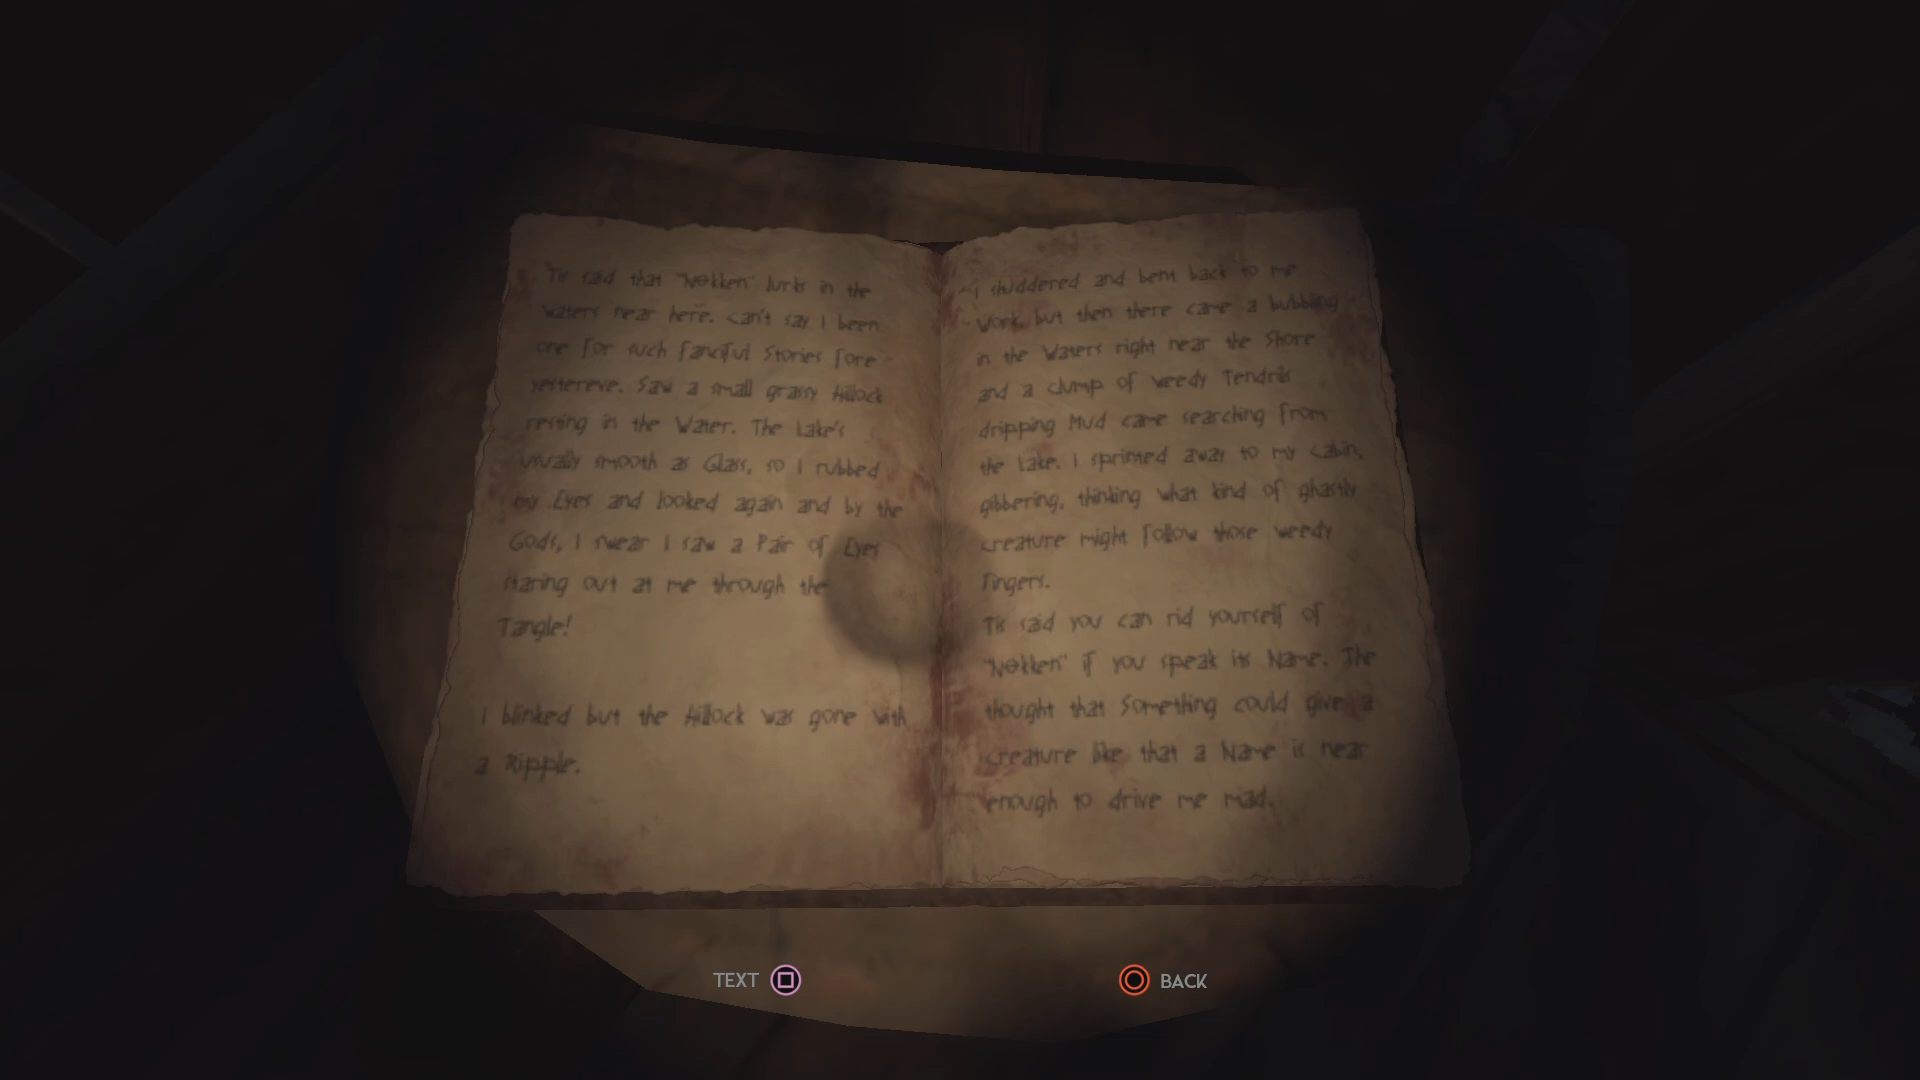 'Tis said that "Nøkken" lurks in the
waters near here. Can't say I been
one for such fanciful Stories fore
yestereve. Saw a small grassy Hillock
resting in the Water. The Lake's
usually smooth as Glass, so I rubbed
my Eyes and looked again and by the
Gods, I swear I saw a Pair of Eyes
staring out at me through the
Tangle!
I blinked but the Hillock was gone with
a Ripple.
I shuddered and bent back to me
Work, but then there came a bubbling
in the Waters right near the Shore
and a clump of weedy Tendrils
dripping Mud came searching from
the Lake. I sprinted away to my Cabin,
gibbering, thinking what kind of ghastly
creature might follow those weedy
Fingers.
Tis said you can rid yourself of
"Nøkken" if you speak its Name. The
thought that Something could give a
creature like that a Name is near
enough to drive me mad.
TEXT
BACK